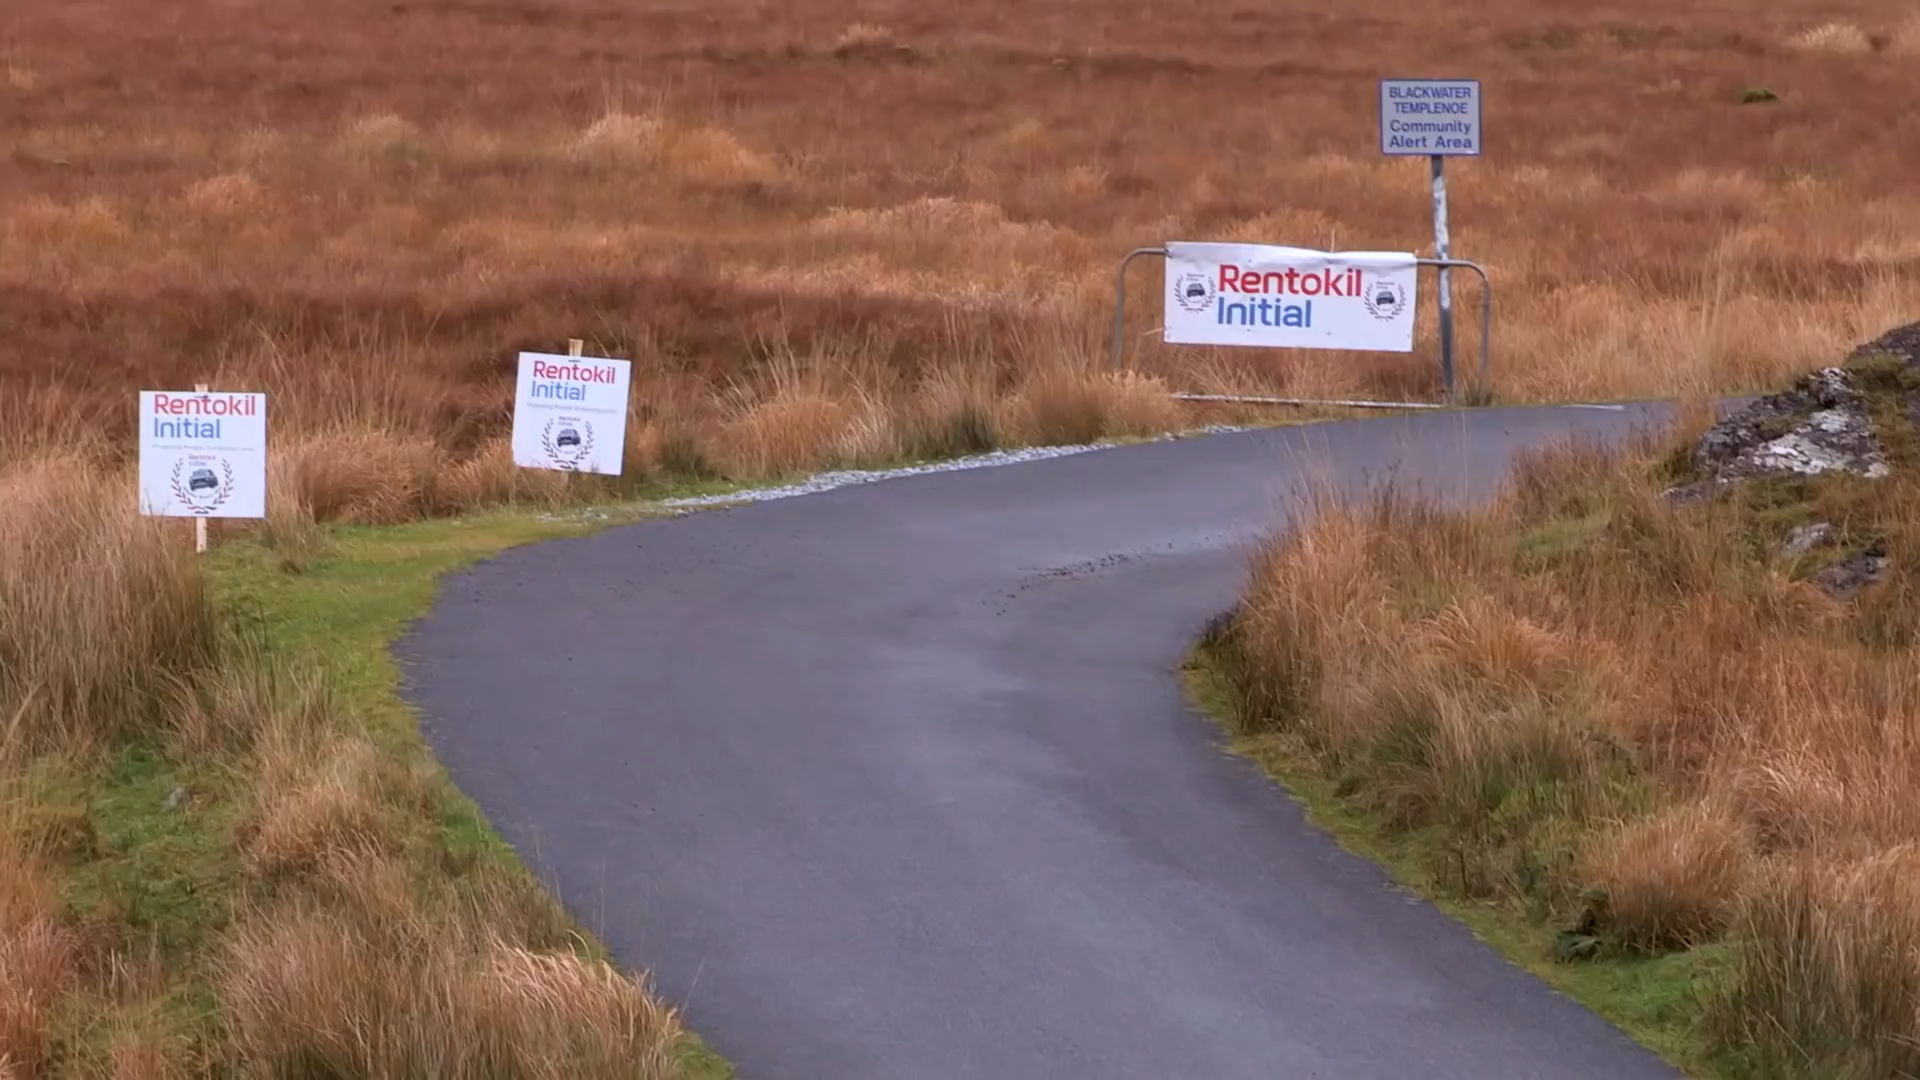 BLACKWATER
TEMPLENOE
Community
Alert Area
Rentokil
Initial
Rentokil
Initial
Rentokil
Initial